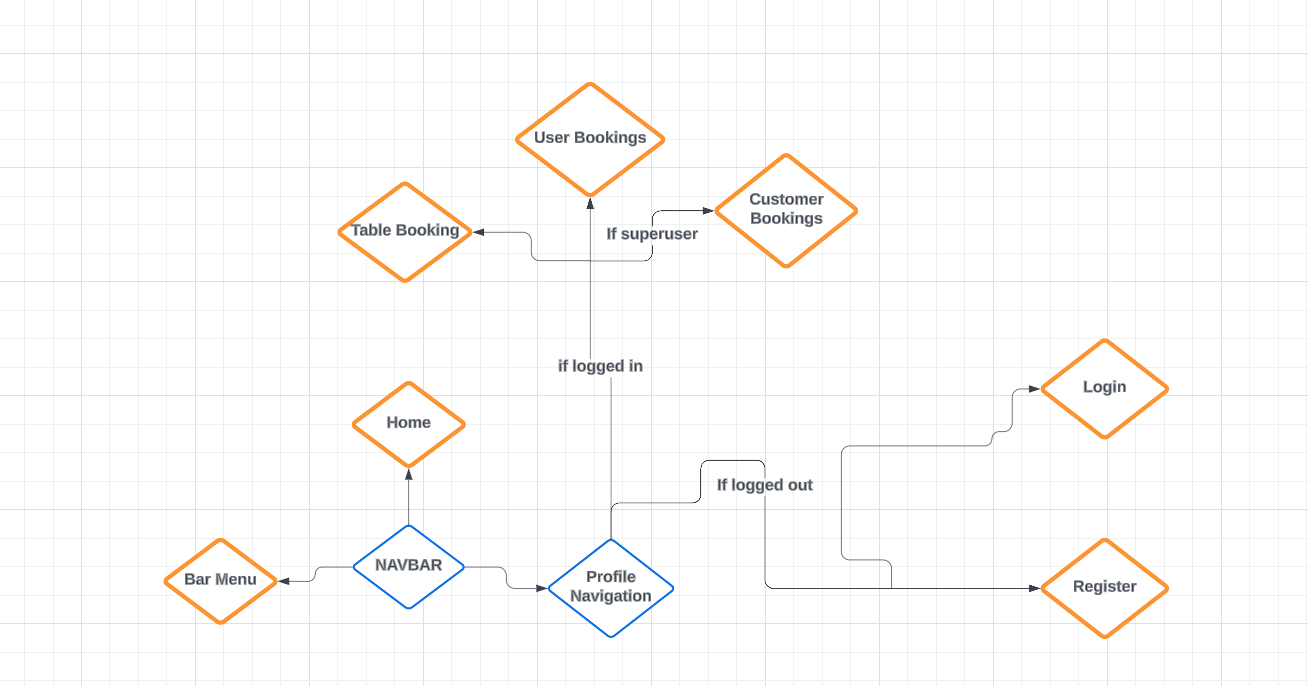 User Bookings
Customer
Bookings
Table Booking
If superuser
if logged in
Login
Home
If logged out
NAVBAR
Bar Menu
Profile
Navigation
Register